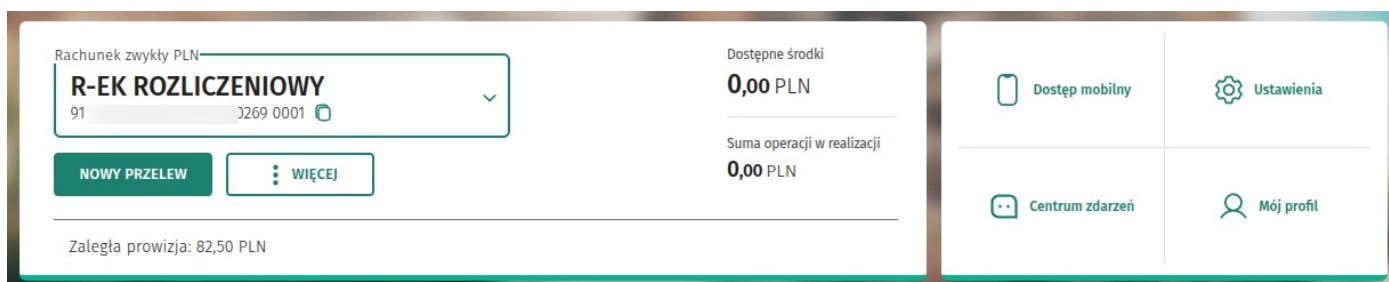 Rachunek zwykły PLN
R-EK ROZLICZENIOWY
91 0269 0001
NOWY PRZELEW
WIĘCEJ
Dostępne środki
0,00 PLN
Suma operacji w realizacji
0,00 PLN
Zaległa prowizja: 82,50 PLN
Dostęp mobilny
Ustawienia
Centrum zdarzeń
Mój profil